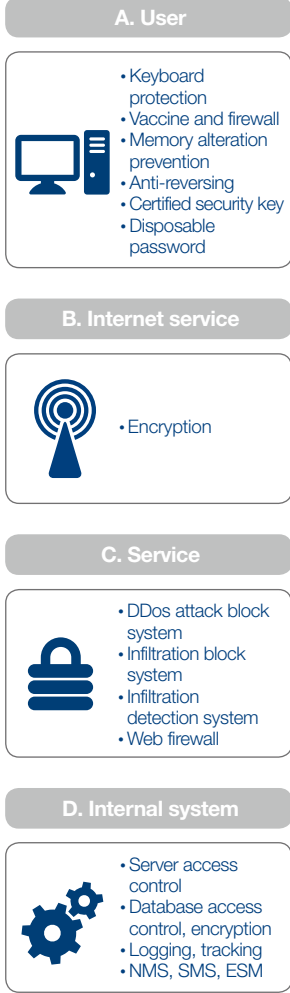 A. User
• Keyboard
protection
• Vaccine and firewall
• Memory alteration
prevention
• Anti-reversing
• Certified security key
• Disposable
password
B. Internet service
• Encryption
C. Service
• DDos attack block
system
• Infiltration block
system
• Infiltration
detection system
• Web firewall
D. Internal system
• Server access
control
• Database access
control, encryption
• Logging, tracking
• NMS, SMS, ESM